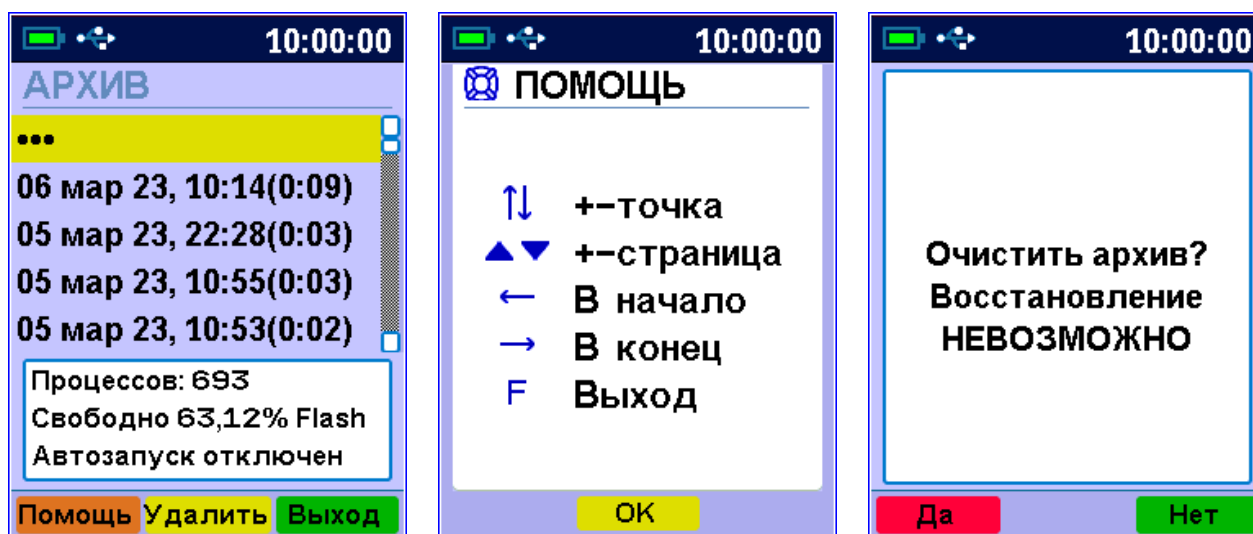 10:00:00
АРХИВ
•••
06 мар 23, 10:14(0:09)
05 мар 23, 22:28(0:03)
05 мар 23, 10:55(0:03)
05 мар 23, 10:53(0:02)
Процессов: 693
Свободно 63,12% Flash
Автозапуск отключен
Помощь Удалить Выход
10:00:00
ПОМОЩЬ
↑↓ +−точка
▲▼ +−страница
← В начало
→ В конец
F Выход
OK
10:00:00
Очистить архив?
Восстановление
НЕВОЗМОЖНО
Да Нет